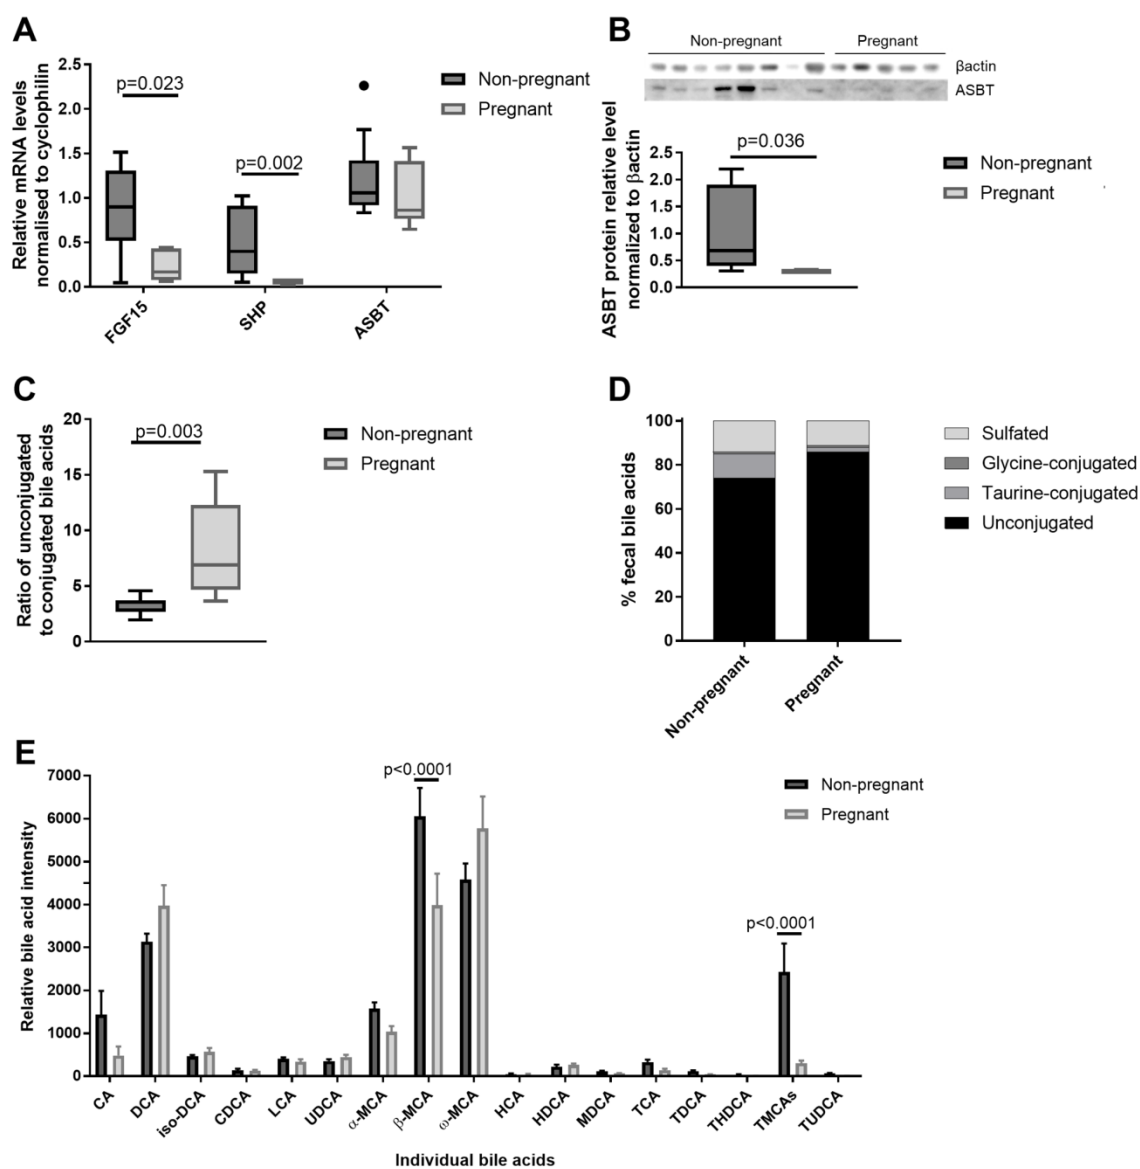 A
Relative mRNA levels
normalised to cyclophilin
2.5
2.0
1.5
1.0
0.5
0.0
p=0.023
p=0.002
FGF15
SHP
ASBT
Non-pregnant
Pregnant
B
Non-pregnant
Pregnant
βactin
ASBT
ASBT protein relative level
normalized to βactin
2.5
2.0
1.5
1.0
0.5
0.0
p=0.036
Non-pregnant
Pregnant
C
Ratio of unconjugated
to conjugated bile acids
20
15
10
5
0
p=0.003
Non-pregnant
Pregnant
D
% fecal bile acids
100
80
60
40
20
0
Non-pregnant
Pregnant
Sulfated
Glycine-conjugated
Taurine-conjugated
Unconjugated
E
Relative bile acid intensity
7000
6000
5000
4000
3000
2000
1000
0
p<0.0001
p<0.0001
Non-pregnant
Pregnant
CA
DCA
iso-DCA
CDCA
LCA
UDCA
α-MCA
β-MCA
ω-MCA
HCA
HDCA
MDCA
TCA
TDCA
THDCA
TMCAs
TUDCA
Individual bile acids